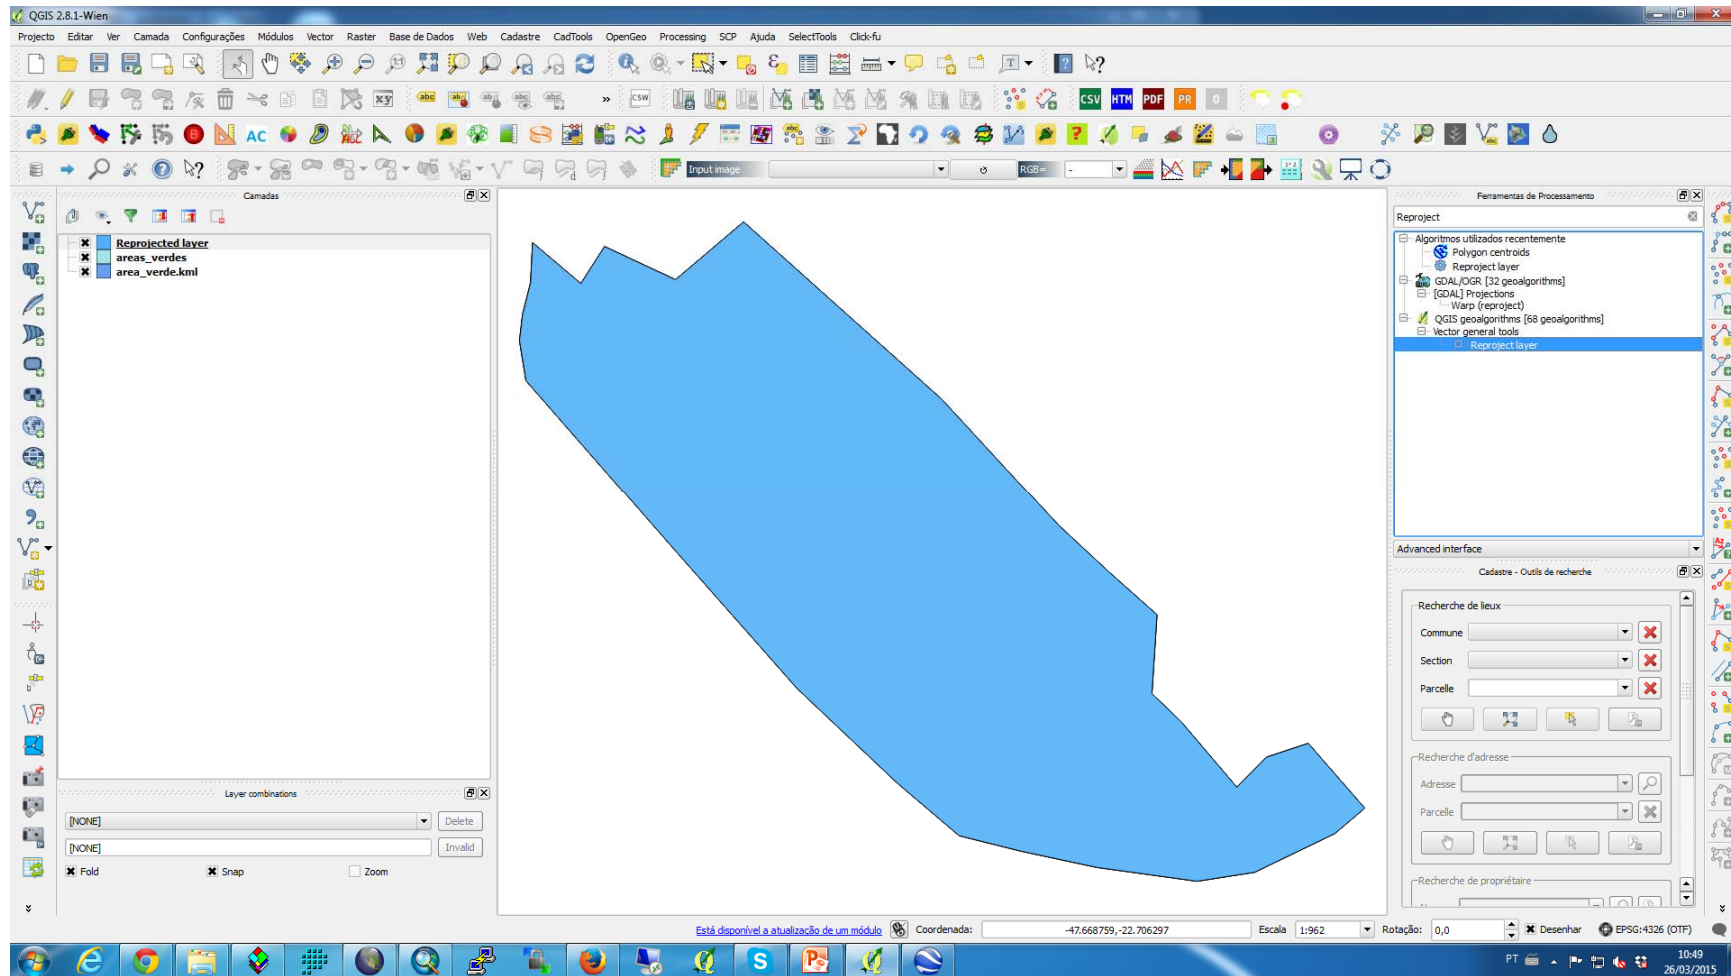 QGIS 2.8.1-Wien
Projecto Editar Ver Camada Configurações Módulos Vector Raster Base de Dados Web Cadastre CadTools OpenGeo Processing SCP Ajuda SelectTools Click-fu
CSW CSV HTM PDF PR
AC
Input image RGB= -
Camadas
Reprojected layer
areas_verdes
area_verde.kml
Layer combinations
[NONE] Delete
[NONE] Invalid
Fold Snap Zoom
Ferramentas de Processamento
Reproject
Algoritmos utilizados recentemente
Polygon centroids
Reproject layer
GDAL/OGR [32 geoalgorithms]
[GDAL] Projections
Warp (reproject)
QGIS geoalgorithms [68 geoalgorithms]
Vector general tools
Reproject layer
Advanced interface
Cadastre - Outils de recherche
Recherche de lieux
Commune
Section
Parcelle
Recherche d'adresse
Adresse
Parcelle
Recherche de propriétaire
Está disponível a atualização de um módulo Coordenada: -47.668759,-22.706297 Escala 1:962 Rotação: 0,0 Desenhar EPSG:4326 (OTF)
PT 10:49
26/03/2015